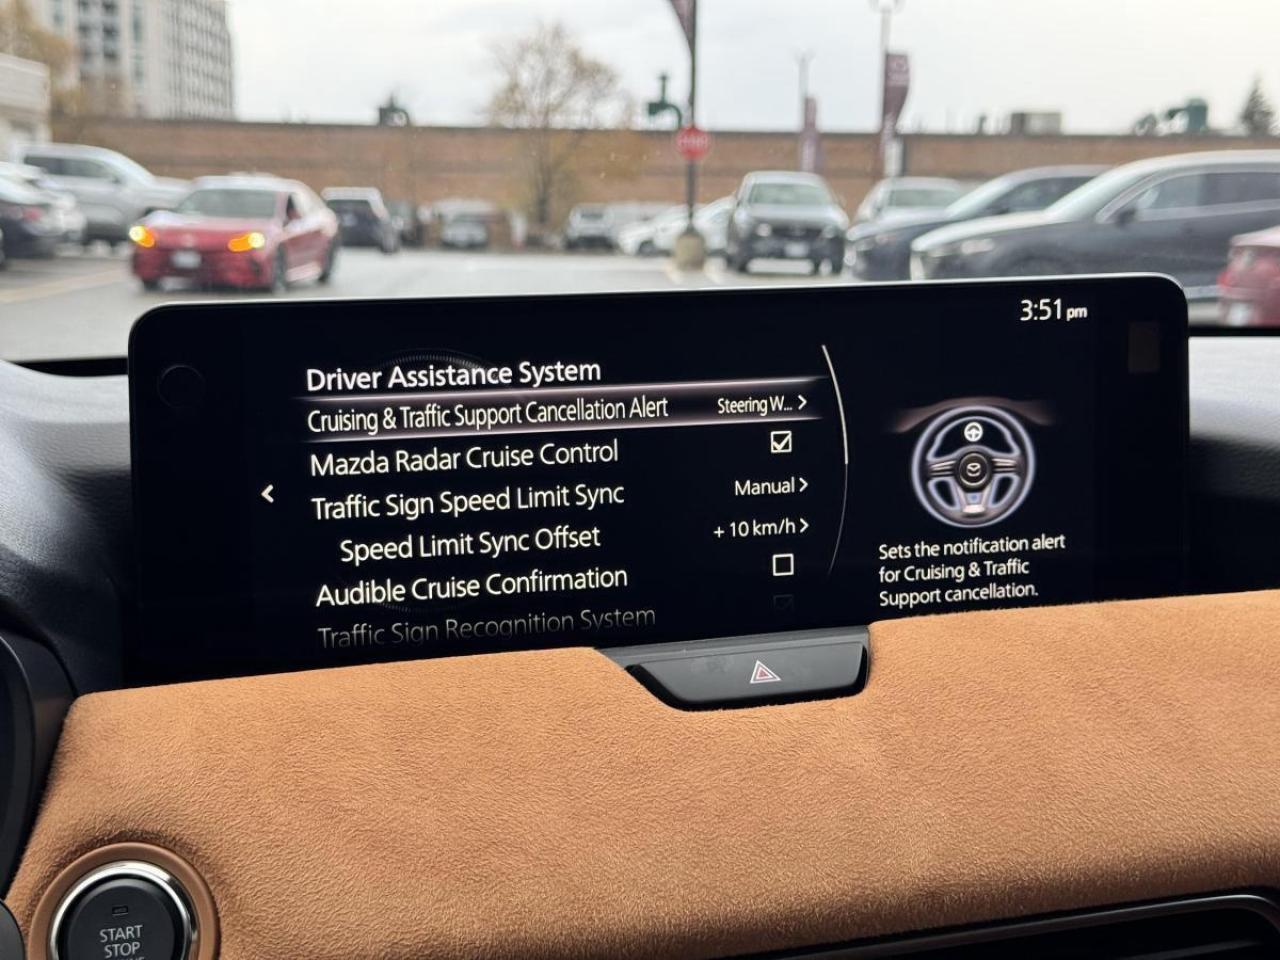 3:51 pm
Driver Assistance System
Cruising & Traffic Support Cancellation Alert Steering W... >
Mazda Radar Cruise Control
Traffic Sign Speed Limit Sync Manual >
Speed Limit Sync Offset + 10 km/h >
Audible Cruise Confirmation
Traffic Sign Recognition System
Sets the notification alert
for Cruising & Traffic
Support cancellation.
START
STOP